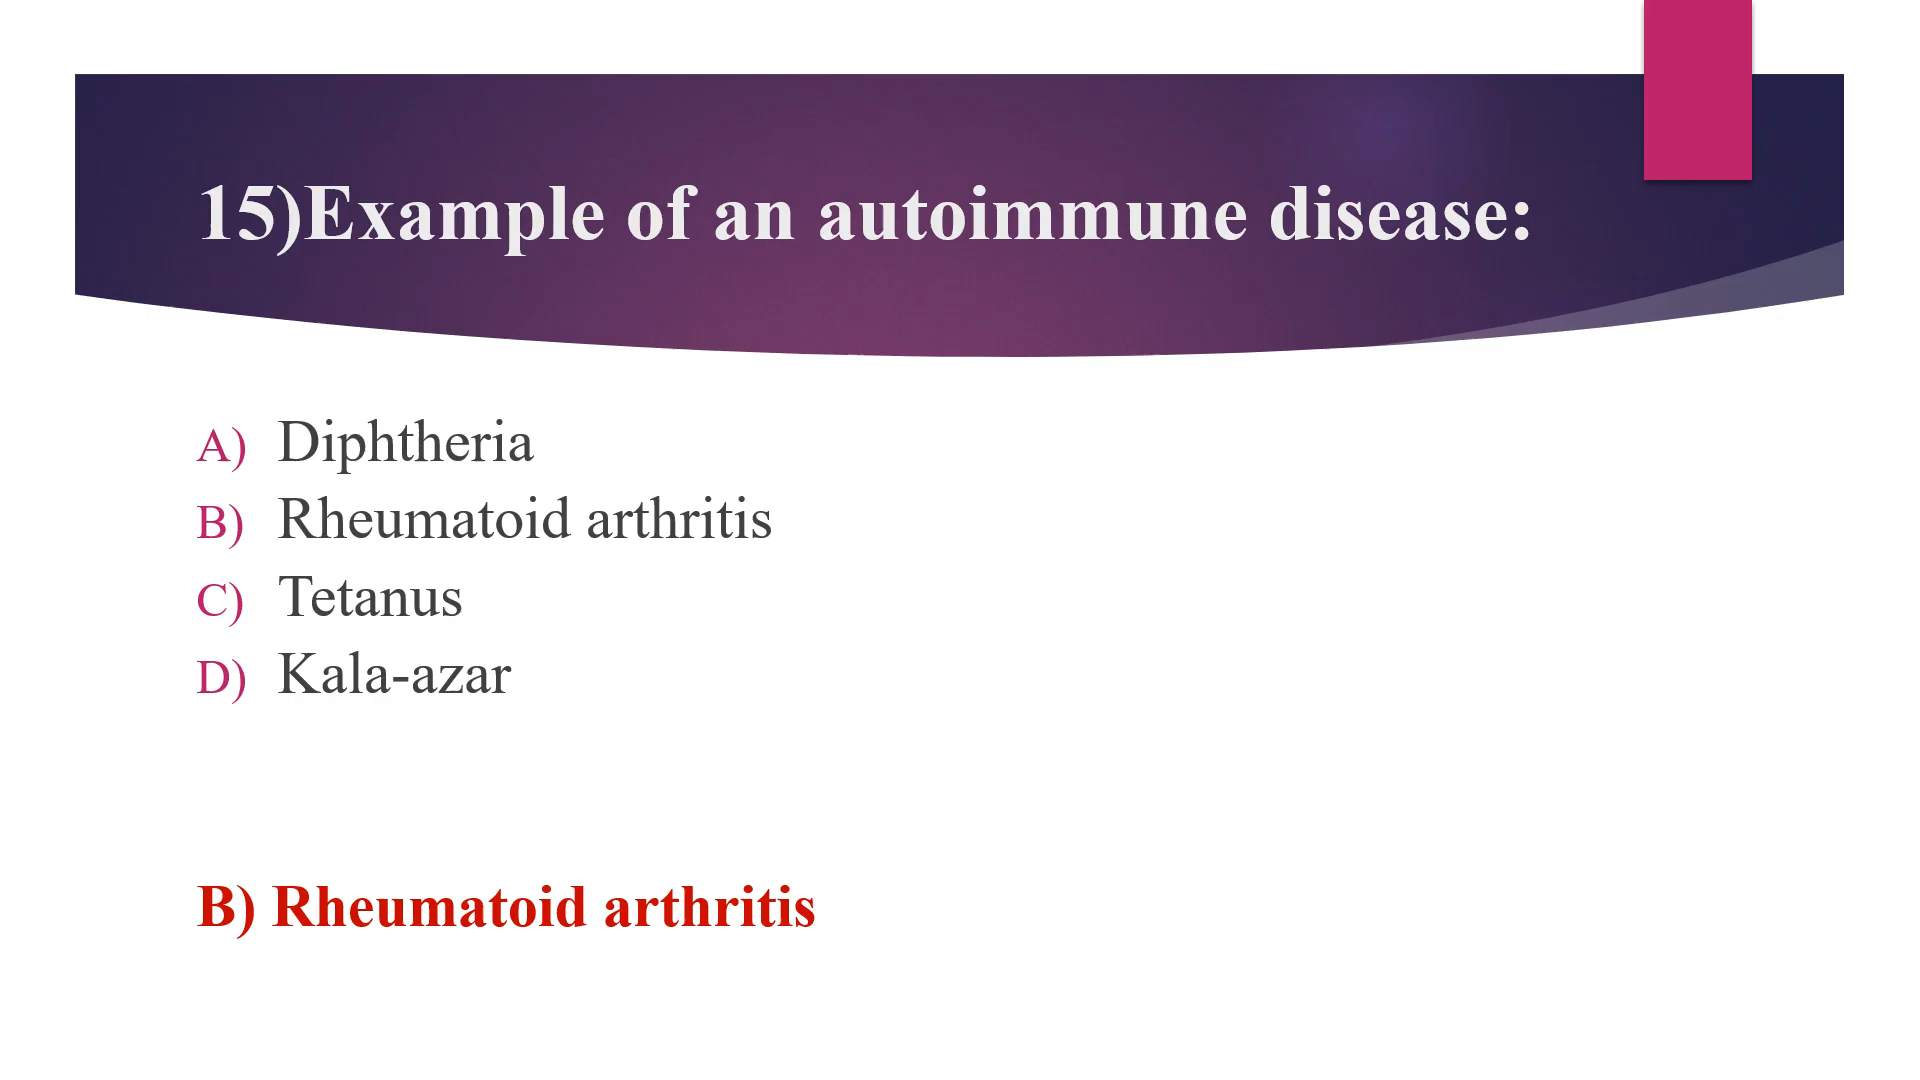 15)Example of an autoimmune disease:
A) Diphtheria
B) Rheumatoid arthritis
C) Tetanus
D) Kala-azar
B) Rheumatoid arthritis